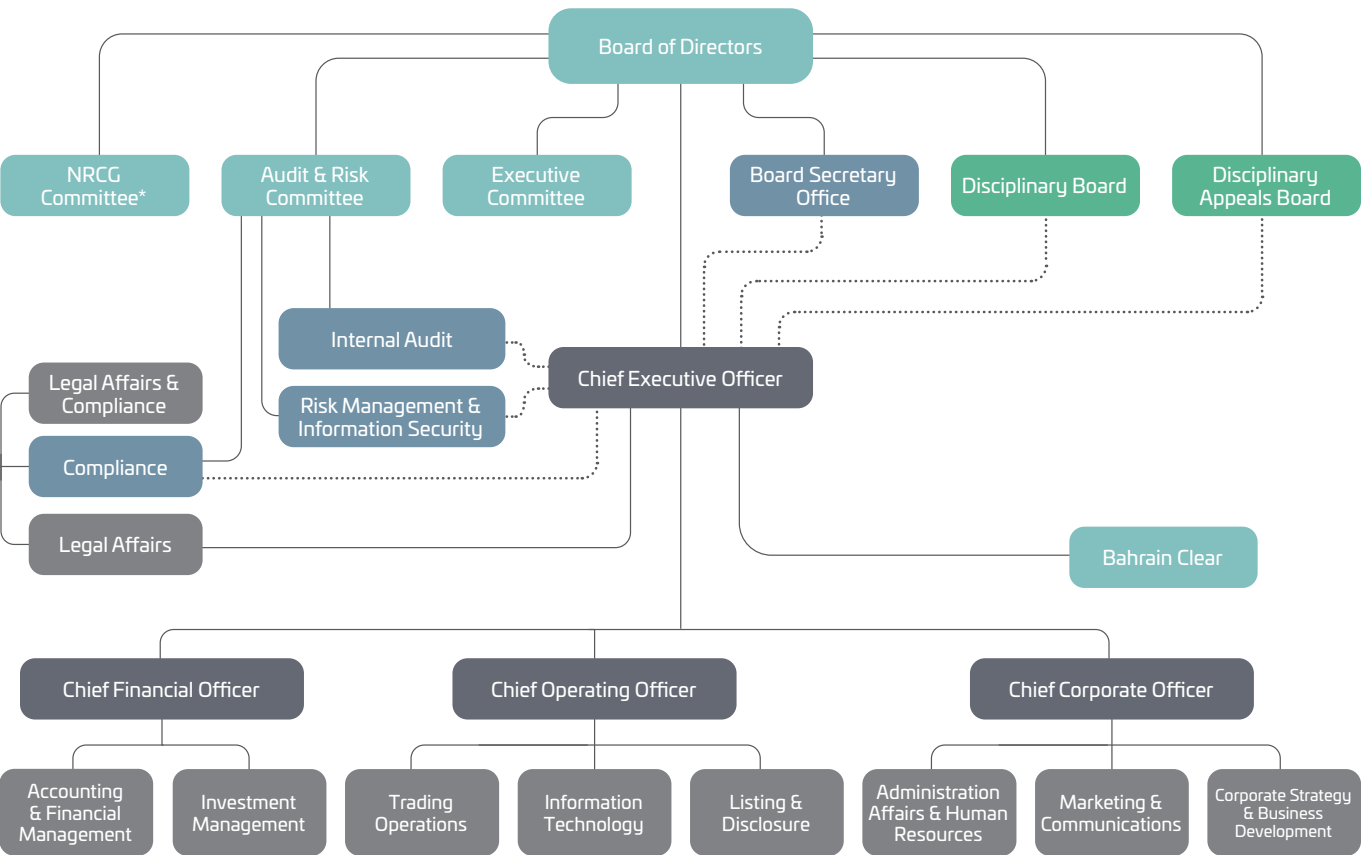 Board of Directors
NRCG
Committee*
Audit & Risk
Committee
Executive
Committee
Board Secretary
Office
Disciplinary Board
Disciplinary
Appeals Board
Internal Audit
Chief Executive Officer
Legal Affairs &
Compliance
Risk Management &
Information Security
Compliance
Legal Affairs
Bahrain Clear
Chief Financial Officer
Chief Operating Officer
Chief Corporate Officer
Accounting
& Financial
Management
Investment
Management
Trading
Operations
Information
Technology
Listing &
Disclosure
Administration
Affairs & Human
Resources
Marketing &
Communications
Corporate Strategy
& Business
Development